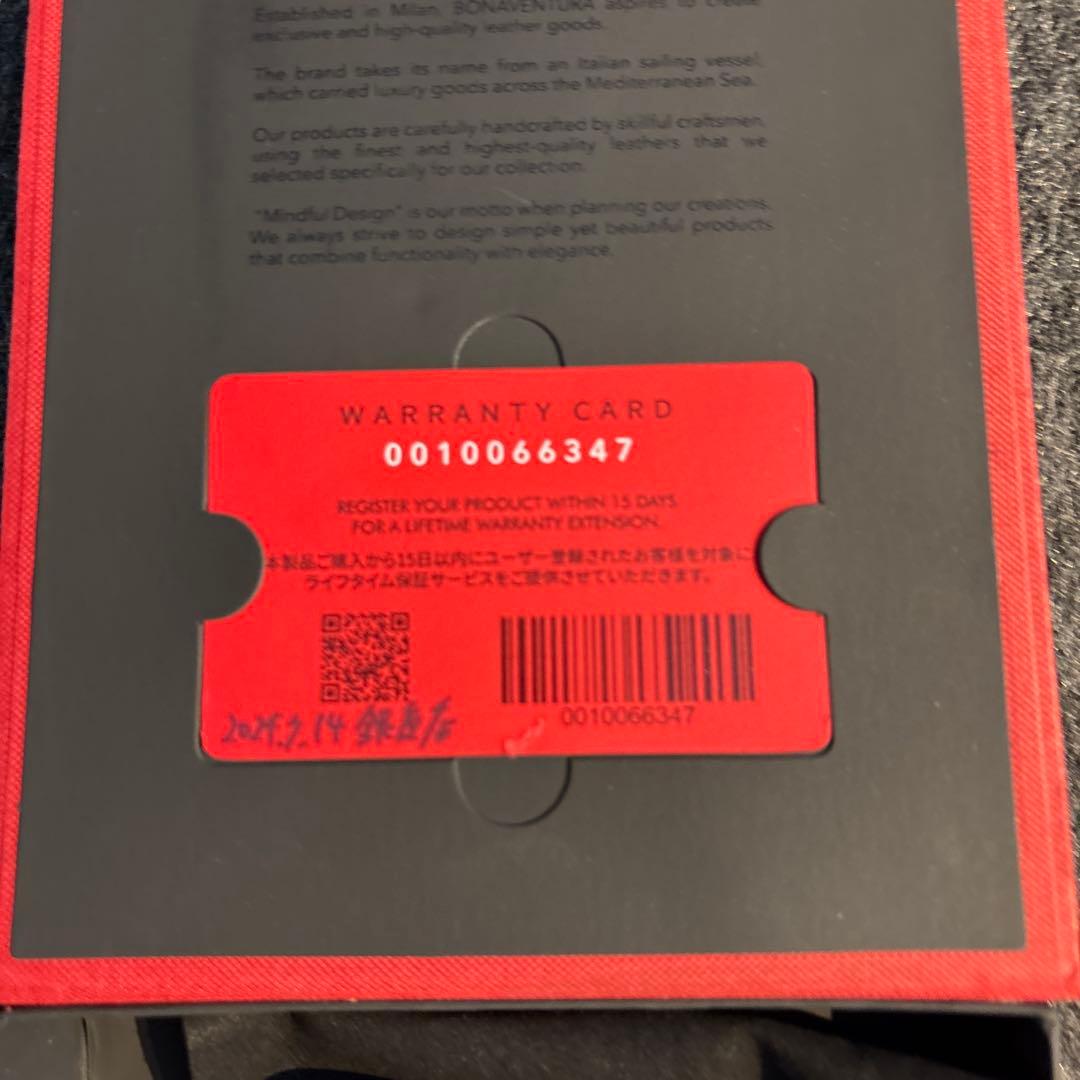 Established in Milan, BONAVENTURA aspires to create
exclusive and high-quality leather goods.
The brand takes its name from an Italian sailing vessel,
which carried luxury goods across the Mediterranean Sea.
Our products are carefully handcrafted by skillful craftsmen,
using the finest and highest-quality leathers that we
selected specifically for our collection.
"Mindful Design" is our motto when planning our creations.
We always strive to design simple yet beautiful products
that combine functionality with elegance.
WARRANTY CARD
0010066347
REGISTER YOUR PRODUCT WITHIN 15 DAYS
FOR A LIFETIME WARRANTY EXTENSION.
本製品ご購入から15日以内にユーザー登録されたお客様を対象に
ライフタイム保証サービスをご提供させていただきます。
0010066347
銀座